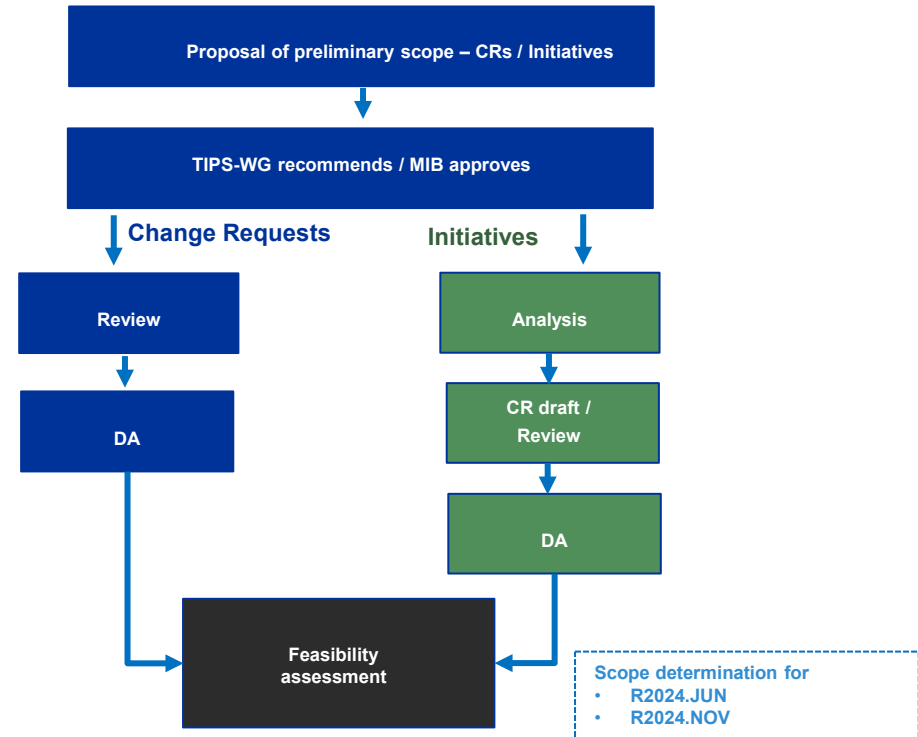 Proposal of preliminary scope – CRs / Initiatives
TIPS-WG recommends / MIB approves
Change Requests
Initiatives
Review
Analysis
DA
CR draft /
Review
DA
Feasibility
assessment
Scope determination for
• R2024.JUN
• R2024.NOV